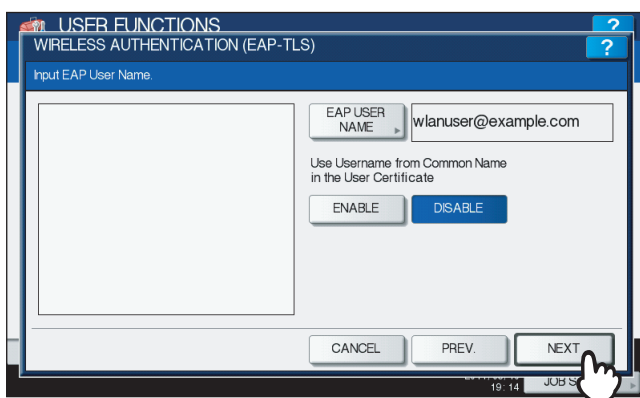 USER FUNCTIONS
?
WIRELESS AUTHENTICATION (EAP-TLS)
?
Input EAP User Name.
EAP USER
NAME
wlanuser@example.com
Use Username from Common Name
in the User Certificate
ENABLE
DISABLE
CANCEL
PREV.
NEXT
19:14
JOB S